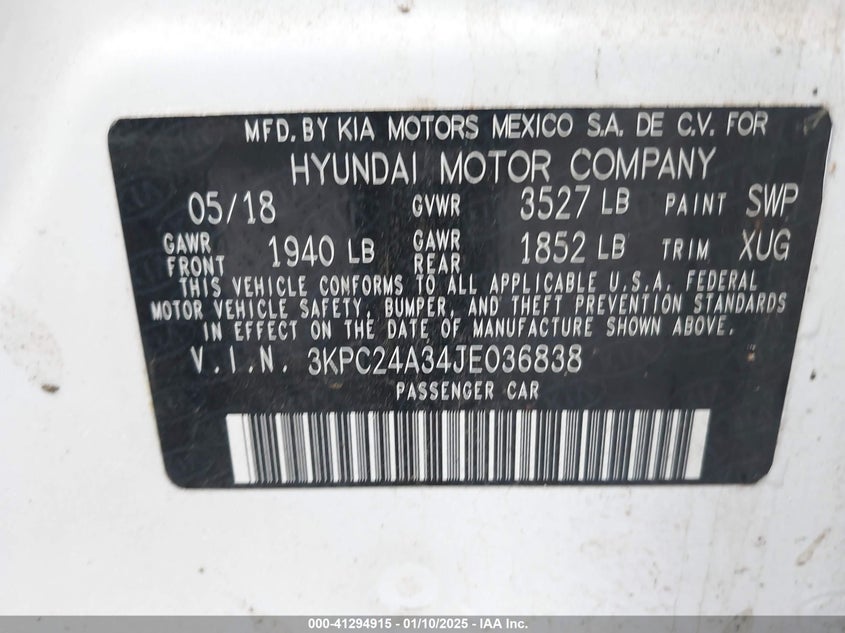 MFD. BY KIA MOTORS MEXICO S.A. DE C.V. FOR
HYUNDAI MOTOR COMPANY
05/18 GVWR 3527 LB PAINT SWP
GAWR FRONT 1940 LB GAWR REAR 1852 LB TRIM XUG
THIS VEHICLE CONFORMS TO ALL APPLICABLE U.S.A. FEDERAL
MOTOR VEHICLE SAFETY, BUMPER, AND THEFT PREVENTION STANDARDS
IN EFFECT ON THE DATE OF MANUFACTURE SHOWN ABOVE.
V.I.N. 3KPC24A34JE036838
PASSENGER CAR
000-41294915 - 01/10/2025 - IAA Inc.